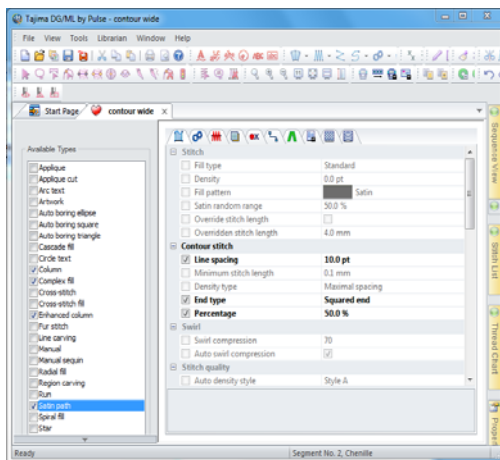 Tajima DG/ML by Pulse - contour wide
File View Tools Librarian Window Help
Start Page contour wide
Available Types
Applique
Applique cut
Arc text
Artwork
Auto boring ellipse
Auto boring square
Auto boring triangle
Cascade fill
Circle text
Column
Complex fill
Cross-stitch
Cross-stitch fill
Enhanced column
Fur stitch
Line carving
Manual
Manual sequin
Radial fill
Region carving
Run
Satin path
Spiral fill
Star
Stitch
Fill type Standard
Density 0.0 pt
Fill pattern Satin
Satin random range 50.0 %
Override stitch length
Overridden stitch length 4.0 mm
Contour stitch
Line spacing 10.0 pt
Minimum stitch length 0.1 mm
Density type Maximal spacing
End type Squared end
Percentage 50.0 %
Swirl
Swirl compression 70
Auto swirl compression
Stitch quality
Auto density style Style A
Sequence View
Stitch List
Thread Chart
Propert
Ready Segment No. 2, Chenille